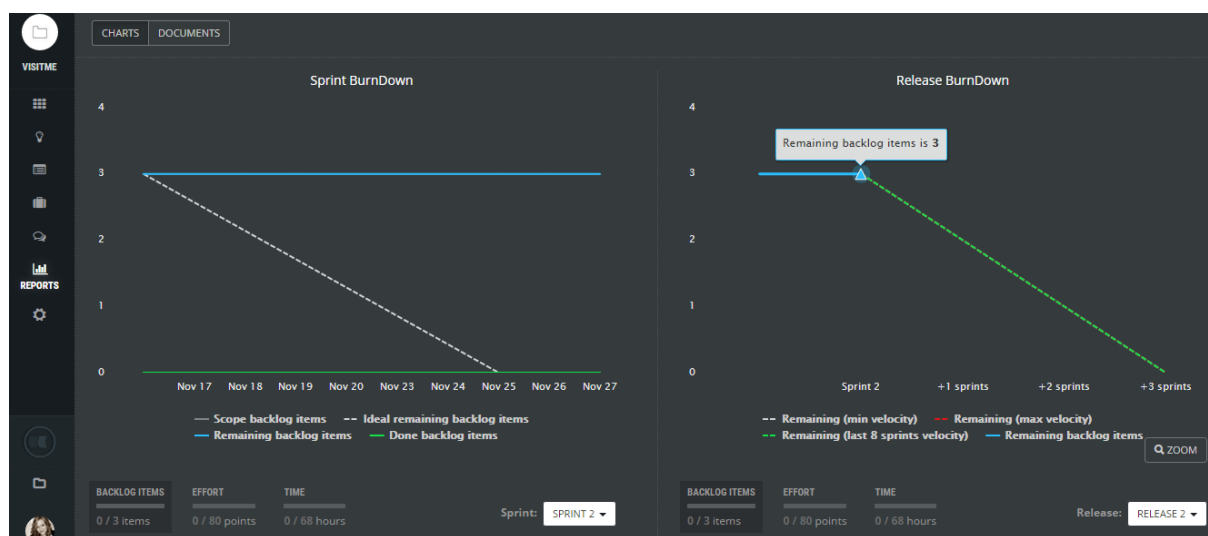 CHARTS DOCUMENTS
VISITME
REPORTS
Sprint BurnDown
4
3
2
1
0
Nov 17 Nov 18 Nov 19 Nov 20 Nov 23 Nov 24 Nov 25 Nov 26 Nov 27
Scope backlog items Ideal remaining backlog items
Remaining backlog items Done backlog items
BACKLOG ITEMS EFFORT TIME
0 / 3 items 0 / 80 points 0 / 68 hours
Sprint: SPRINT 2
Release BurnDown
4
Remaining backlog items is 3
3
2
1
0
Sprint 2 +1 sprints +2 sprints +3 sprints
Remaining (min velocity) Remaining (max velocity)
Remaining (last 8 sprints velocity) Remaining backlog items
ZOOM
BACKLOG ITEMS EFFORT TIME
0 / 3 items 0 / 80 points 0 / 68 hours
Release: RELEASE 2